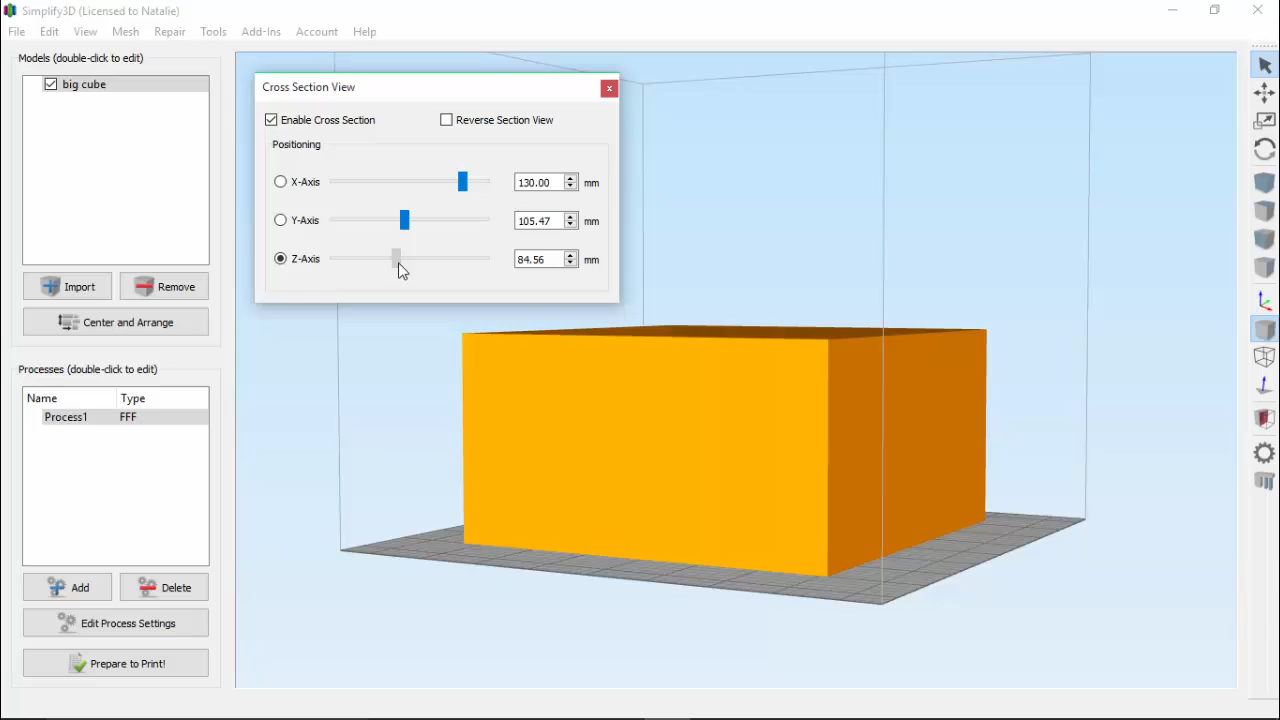 Simplify3D (Licensed to Natalie)
File Edit View Mesh Repair Tools Add-Ins Account Help
Models (double-click to edit)
big cube
Import Remove
Center and Arrange
Processes (double-click to edit)
Name Type
Process1 FFF
Add Delete
Edit Process Settings
Prepare to Print!
Cross Section View x
Enable Cross Section Reverse Section View
Positioning
X-Axis 130.00 mm
Y-Axis 105.47 mm
Z-Axis 84.56 mm